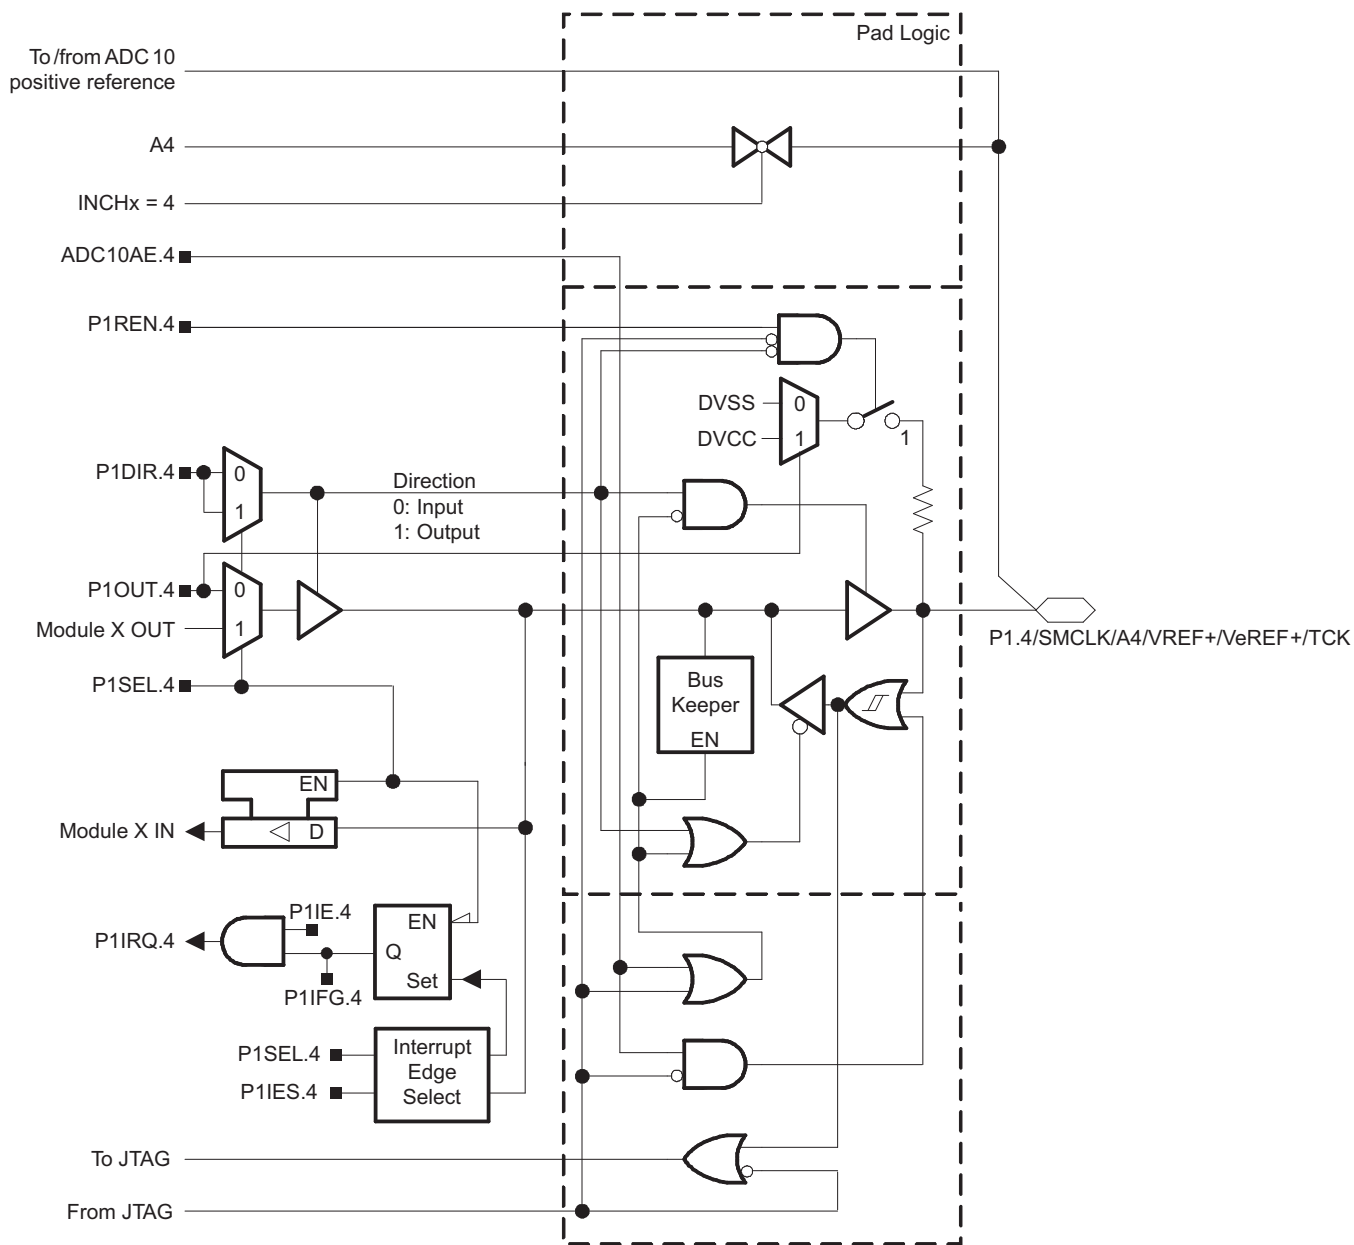 Pad Logic
To/from ADC 10
positive reference
A4
INCHx = 4
ADC10AE.4
P1REN.4
DVSS
0
DVCC
1
1
P1DIR.4
0
1
Direction
0: Input
1: Output
P1OUT.4
0
Module X OUT
1
P1.4/SMCLK/A4/VREF+/VeREF+/TCK
P1SEL.4
Bus
Keeper
EN
EN
Module X IN
D
P1IE.4
EN
P1IRQ.4
Q
Set
P1IFG.4
P1SEL.4
P1IES.4
Interrupt
Edge
Select
To JTAG
From JTAG